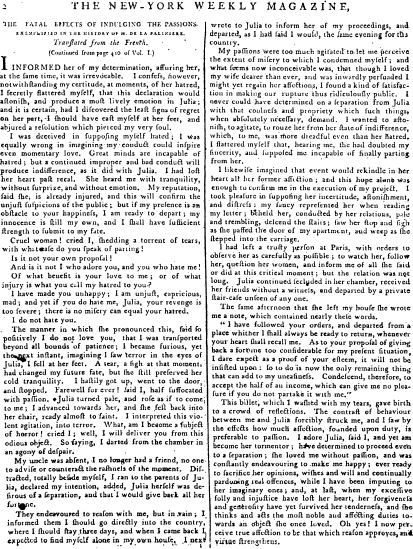 2 THE NEW-YORK WEEKLY MAGAZINE,
THE FATAL EFFECTS OF INDULGING THE PASSIONS.
EXEMPLIFIED IN THE HISTORY OF M. DE LA PALINIERE.
Translated from the French.
(Continued from page 410 of Vol. I.)
I INFORMED her of my determination, assuring her,
at the same time, it was irrevocable. I confess, however,
notwithstanding my certitude, at moments, of her hatred,
I secretly flattered myself, that this declaration would
astonish, and produce a most lively emotion in Julia;
and it is certain, had I discovered the least sign of regret
on her part, I should have cast myself at her feet, and
abjured a resolution which pierced my very soul.
I was deceived in supposing myself hated; I was
equally wrong in imagining my conduct could inspire
even momentary love. Great minds are incapable of
hatred; but a continued improper and bad conduct will
produce indifference, as it did with Julia. I had lost
her heart past recal. She heard me with tranquility,
without surprize, and without emotion. My reputation,
said she, is already injured, and this will confirm the
unjust suspicions of the public; but if my presence is an
obstacle to your happiness, I am ready to depart; my
innocence is still my own, and I shall have sufficient
strength to submit to my fate.
Cruel woman! cried I, shedding a torrent of tears,
with what ease do you speak of parting!
Is it not your own proposal!
And is it not I who adore you, and you who hate me!
Of what benefit is your love to me; or of what
injury is what you call my hatred to you?
I have made you unhappy; I am unjust, capricious,
mad; and yet if you do hate me, Julia, your revenge is
too severe; there is no misery can equal your hatred.
I do not hate you.
The manner in which she pronounced this, said so
positively I do not love you, that I was transported
beyond all bounds of patience; I became furious, yet
the next instant, imagining I saw terror in the eyes of
Julia, I fell at her feet. A tear, a sigh at that moment
had changed my future fate, but she still preserved her
cold tranquility. I hastily got up, went to the door,
and stopped. Farewell for ever! said I, half suffocated
with passion. Julia turned pale, and rose as if to come
to me; I advanced towards her, and she fell back into
her chair, ready almost to faint. I interpreted this vio-
lent agitation, into terror. What, am I become a subject
of horror! cried I; well, I will deliver you from this
odious object. So saying, I darted from the chamber in
an agony of despair.
My uncle was absent, I no longer had a friend, no one
to advise or counteract the rashness of the moment. Dis-
tracted, totally beside myself, I ran to the parents of Ju-
lia, declared my intention, added, Julia herself was de-
sirous of a separation, and that I would give back all her
fortune.
They endeavoured to reason with me, but in vain; I
informed them I should go directly into the country,
where I should stay three days, and when I came back I
expected to find myself alone in my own house. I next
wrote to Julia to inform her of my proceedings, and
departed, as I had said I would, the same evening for the
country.
My passions were too much agitated to let me perceive
the extent of misery to which I condemned myself; and
what seems now inconceivable was, that though I loved
my wife dearer than ever, and was inwardly persuaded I
might yet regain her affections, I found a kind of satisfac-
tion in making our rupture thus ridiculously public. I
never could have determined on a separation from Julia
with that coolness and propriety which such things,
when absolutely necessary, demand. I wanted to asto-
nish, to agitate, to rouse her from her state of indifference,
which, to me, was more dreadful even than her hatred,
I flattered myself that, hearing me, she had doubted my
sincerity, and supposed me incapable of finally parting
from her.
I likewise imagined that event would rekindle in her
heart all her former affection; and this hope alone was
enough to confirm me in the execution of my project. I
took pleasure in supposing her incertitude, astonishment,
and distress; my fancy represented her when reading
my letter; beheld her, conducted by her relations, pale
and trembling, descend the stairs; saw her stop and sigh
as she passed the door of my apartment, and weep as she
stepped into the carriage.
I had left a trusty person at Paris, with orders to
observe her as carefully as possible; to watch her, follow
her, question her women, and inform me of all she said
or did at this critical moment; but the relation was not
long. Julia continued secluded in her chamber, received
her friends without a witness, and departed by a private
stair-case unseen of any one.
The same afternoon that she left my house she wrote
me a note, which contained nearly these words.
“ I have followed your orders, and departed from a
place whither I shall always be ready to return, whenever
your heart shall recall me. As to your proposal of giving
back a fortune too considerable for my present situation,
I dare expect as a proof of your esteem, it will not be
insisted upon: so to do is now the only remaining thing
that can add to my uneasiness. Condescend, therefore, to
accept the half of an income, which can give me no plea-
sure if you do not partake it with me.”
This billet, which I washed with my tears, gave birth
to a crowd of reflections. The contrast of behaviour
between me and Julia forcibly struck me, and I saw by
the effects how much affection, founded upon duty, is
preferable to passion. I adore Julia, said I, and yet am
become her tormentor; have determined to proceed even
to a separation; she loved me without passion, and was
constantly endeavouring to make me happy; ever ready
to sacrifice her opinions, wishes and will and continually
pardoning real offences, while I have been imputing to
her imaginary ones; and, at last, when my excessive
folly and injustice have lost her heart, her forgiveness
and generosity have yet survived her tenderness, and she
thinks and acts the most noble and affecting duties to-
wards an object she once loved. Oh yes! I now per-
ceive true affection to be that which reason approves, and
virtue strengthens.